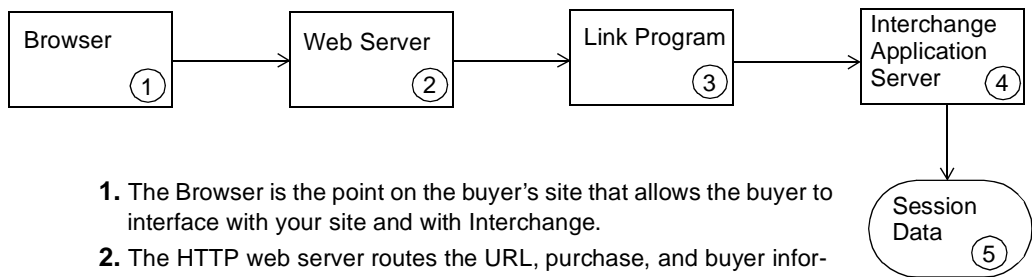 Browser
1
Web Server
2
Link Program
3
Interchange
Application
Server
4
1. The Browser is the point on the buyer's site that allows the buyer to
interface with your site and with Interchange.
2. The HTTP web server routes the URL, purchase, and buyer infor-
Session
Data
5